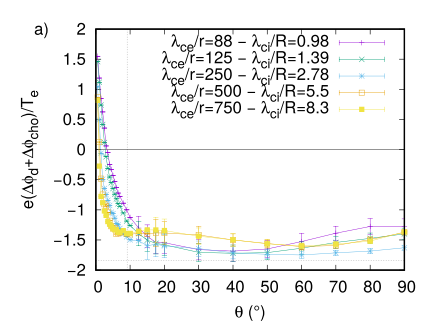 a)
λce/r=88 − λci/R=0.98
λce/r=125 − λci/R=1.39
λce/r=250 − λci/R=2.78
λce/r=500 − λci/R=5.5
λce/r=750 − λci/R=8.3
e(Δϕd+Δϕcho)/Te
2
1.5
1
0.5
0
−0.5
−1
−1.5
−2
0 10 20 30 40 50 60 70 80 90
θ (°)